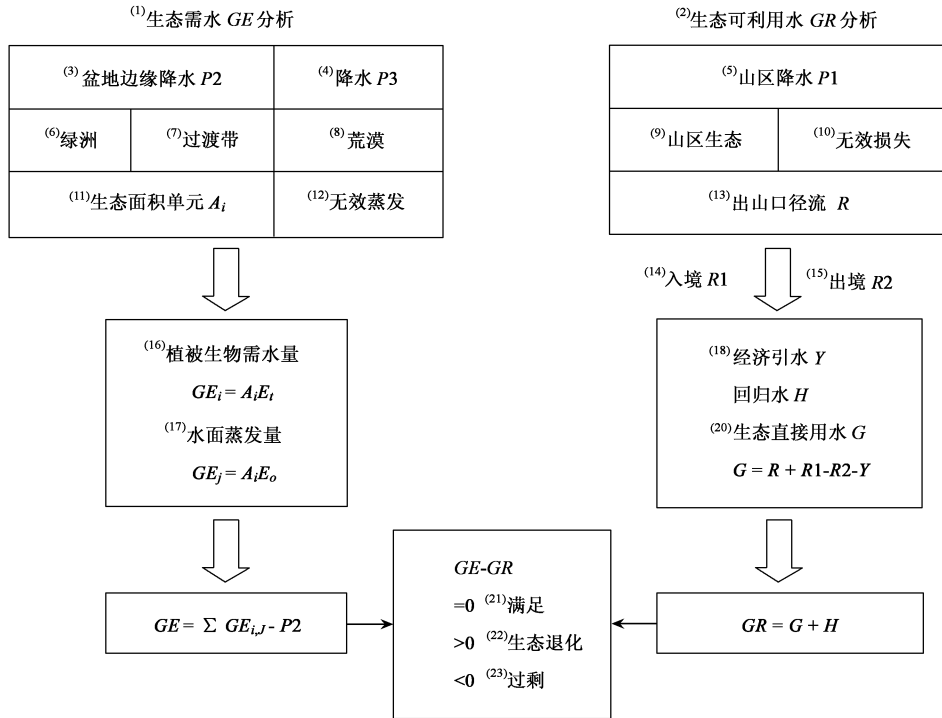 (1)生态需水 GE 分析
(3)盆地边缘降水 P2
(4)降水 P3
(6)绿洲
(7)过渡带
(8)荒漠
(11)生态面积单元 Ai
(12)无效蒸发
(16)植被生物需水量
GEi = AiEt
(17)水面蒸发量
GEj = AiEo
GE = Σ GEi,J - P2
(2)生态可利用水 GR 分析
(5)山区降水 P1
(9)山区生态
(10)无效损失
(13)出山口径流 R
(14)入境 R1
(15)出境 R2
(18)经济引水 Y
回归水 H
(20)生态直接用水 G
G = R + R1-R2-Y
GR = G + H
GE-GR
=0 (21)满足
>0 (22)生态退化
<0 (23)过剩